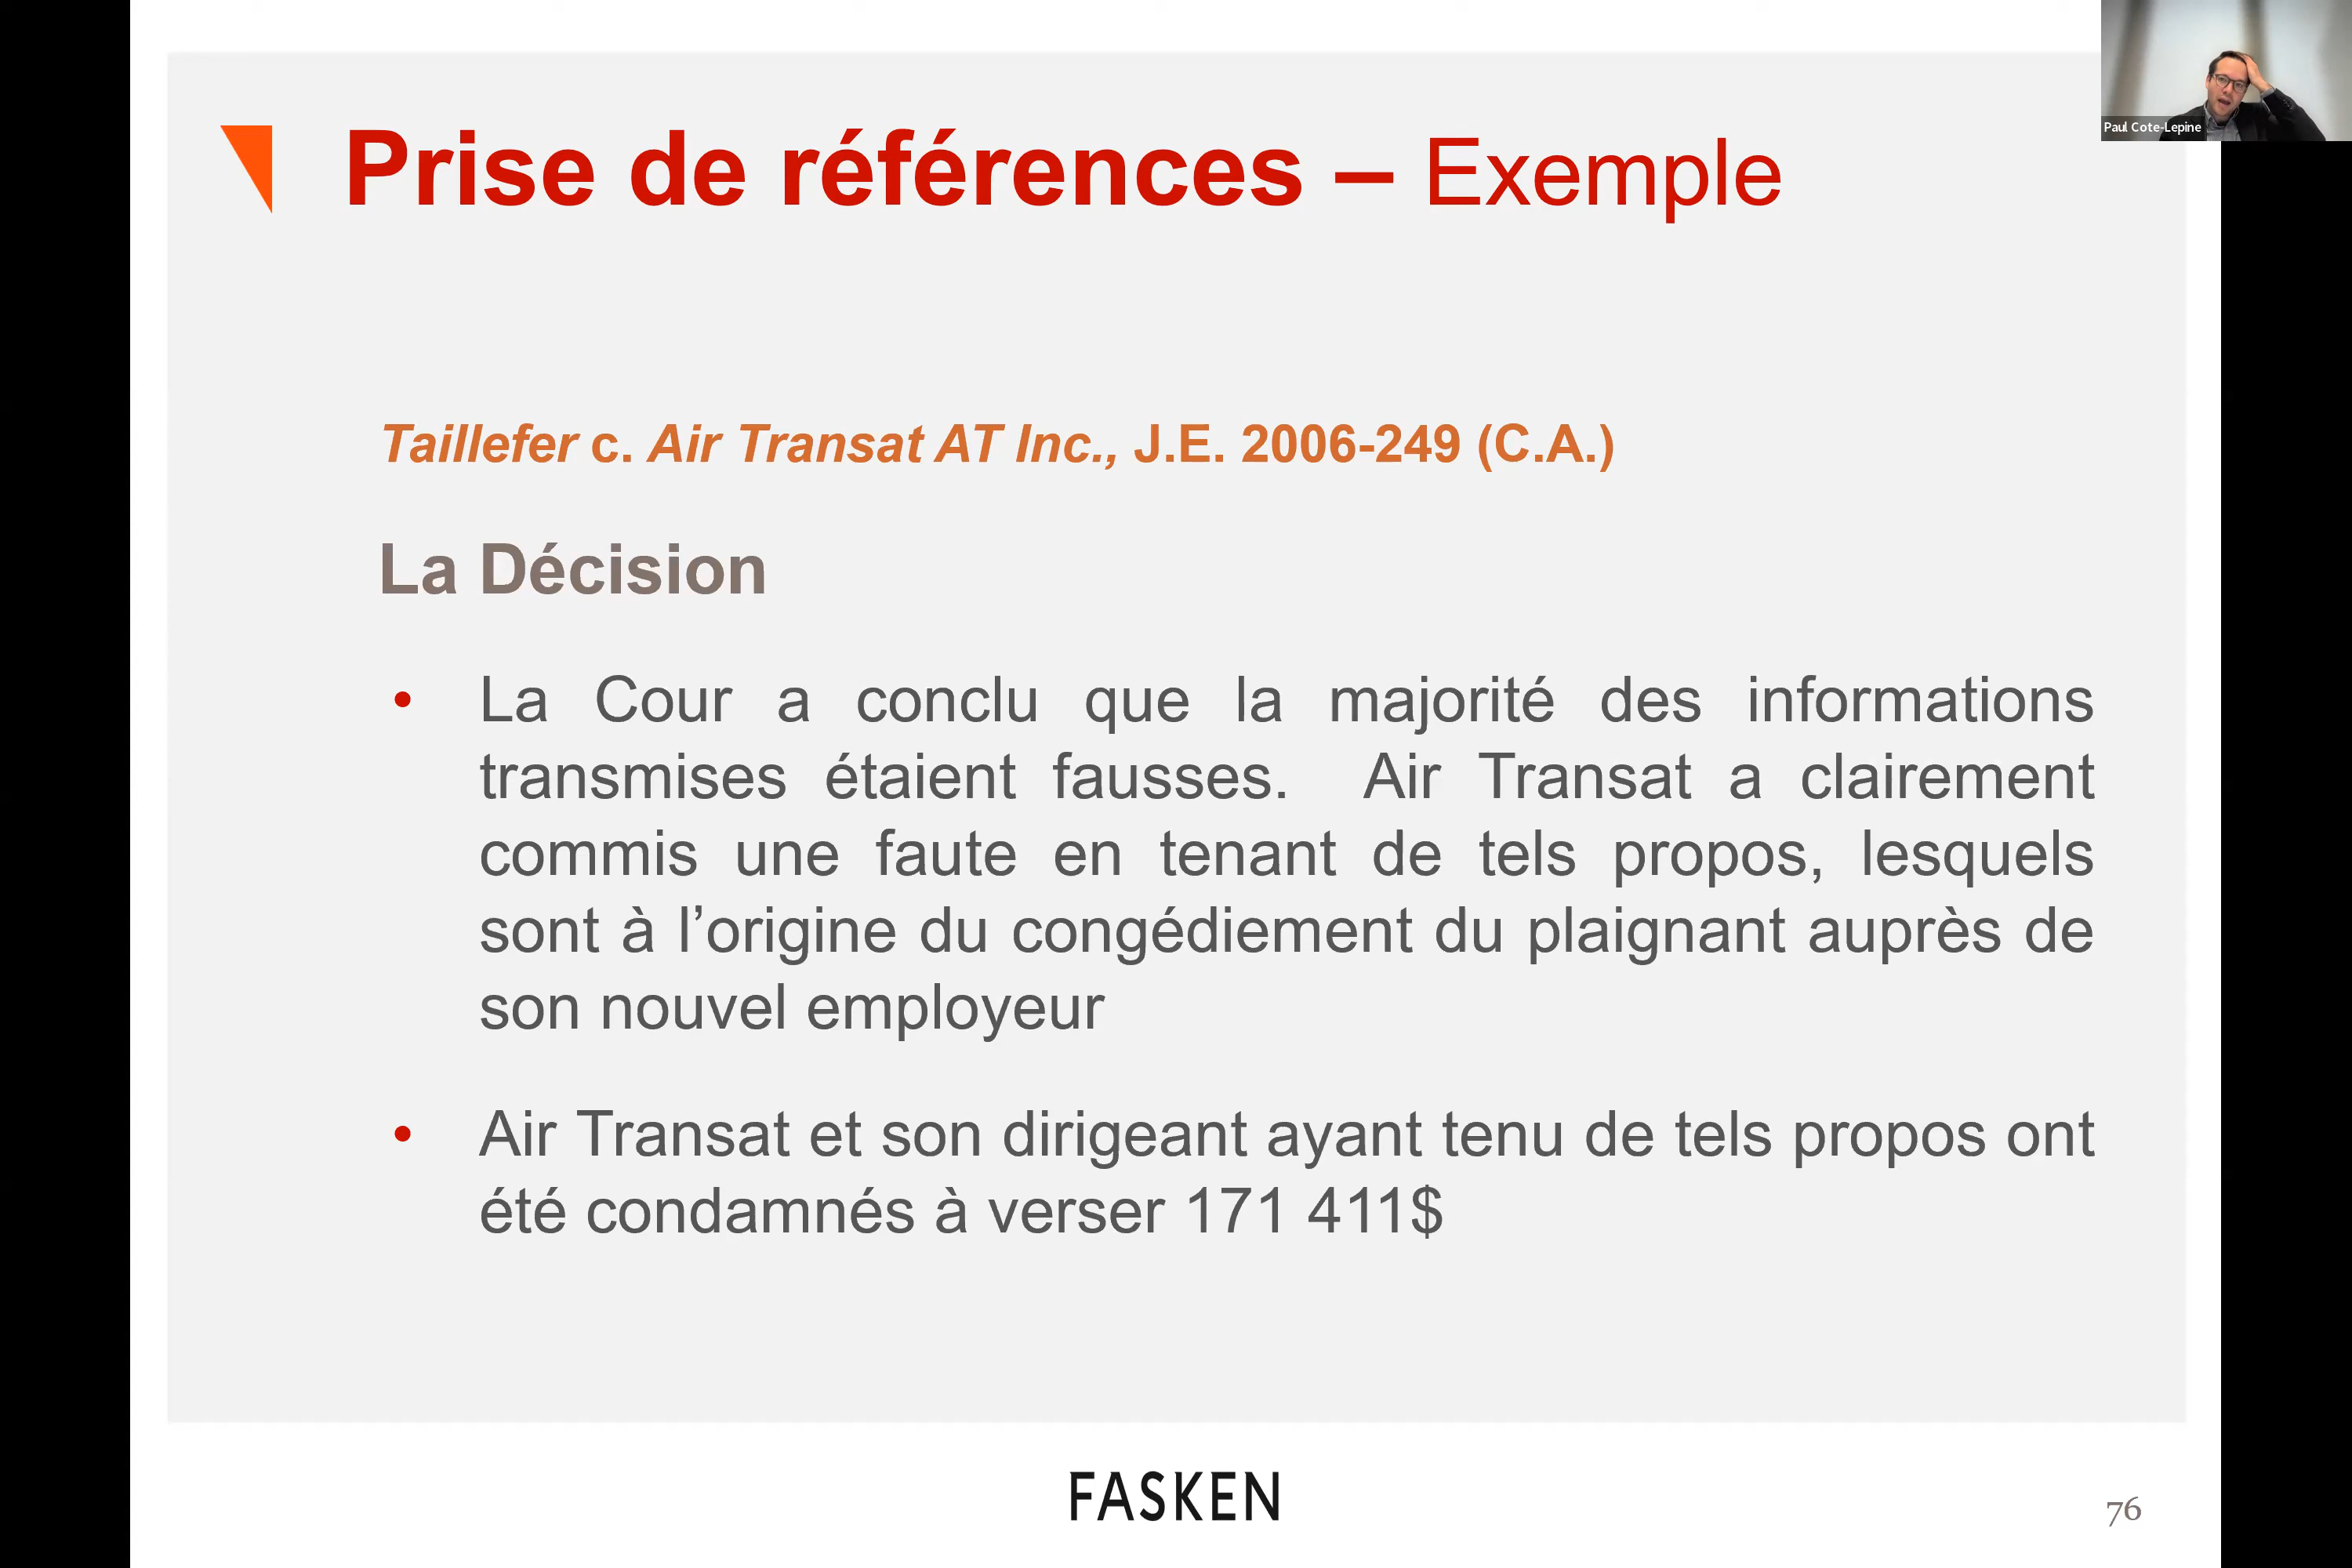 Paul Cote-Lepine
Prise de références – Exemple
Taillefer c. Air Transat AT Inc., J.E. 2006-249 (C.A.)
La Décision
• La Cour a conclu que la majorité des informations
transmises étaient fausses. Air Transat a clairement
commis une faute en tenant de tels propos, lesquels
sont à l’origine du congédiement du plaignant auprès de
son nouvel employeur
• Air Transat et son dirigeant ayant tenu de tels propos ont
été condamnés à verser 171 411$
FASKEN
76